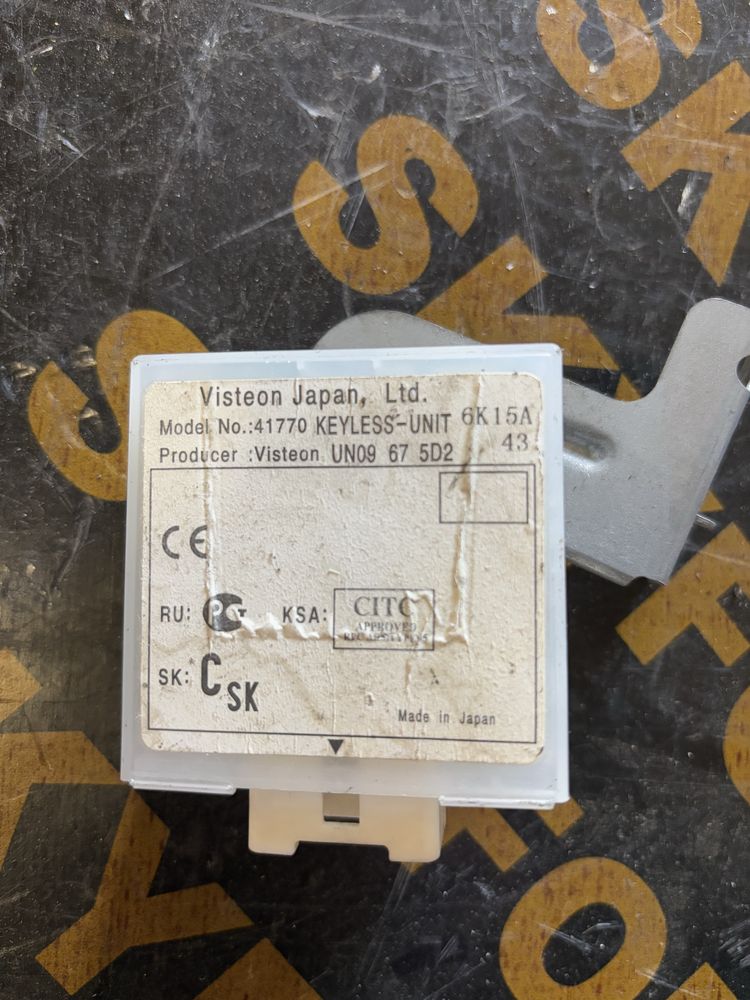 Visteon Japan, Ltd.
Model No.:41770 KEYLESS-UNIT 6K15A
Producer :Visteon UN09 67 5D2 43
CE
RU: PCT
KSA: CITC
APPROVED
SK: CSK
Made in Japan